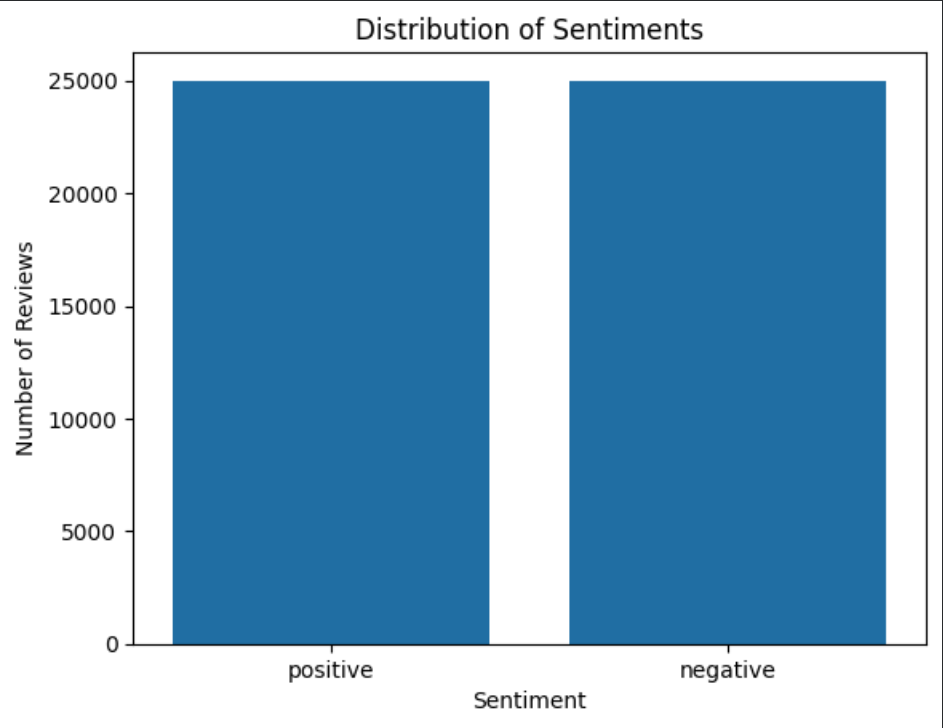 Distribution of Sentiments
25000
20000
15000
10000
5000
0
Number of Reviews
positive
negative
Sentiment